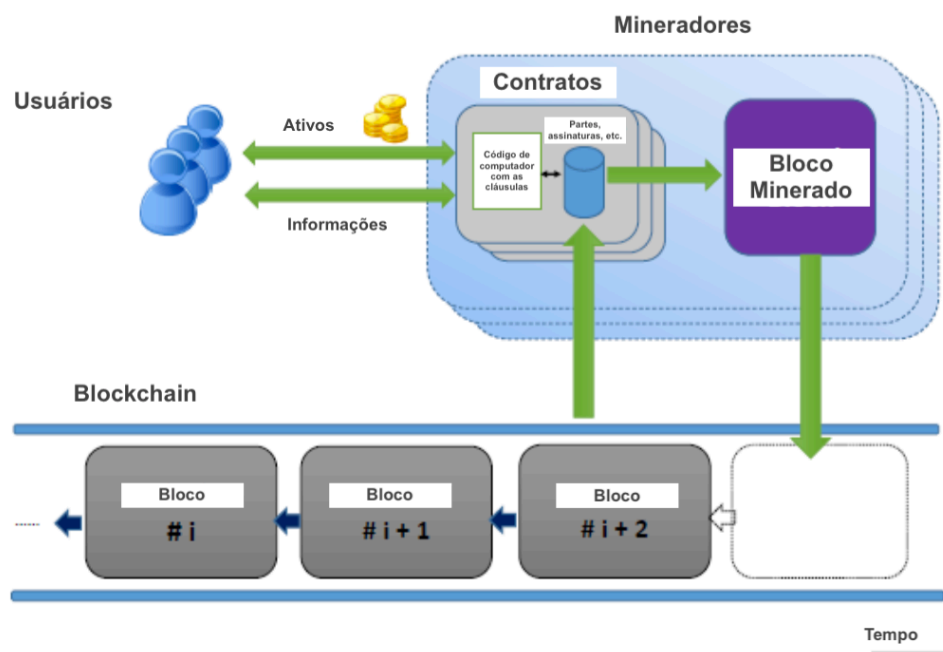 Mineradores
Usuários
Contratos
Ativos
Partes,
assinaturas, etc.
Código de
computador
com as
cláusulas
Bloco
Minerado
Informações
Blockchain
Bloco
# i
Bloco
# i + 1
Bloco
# i + 2
Tempo